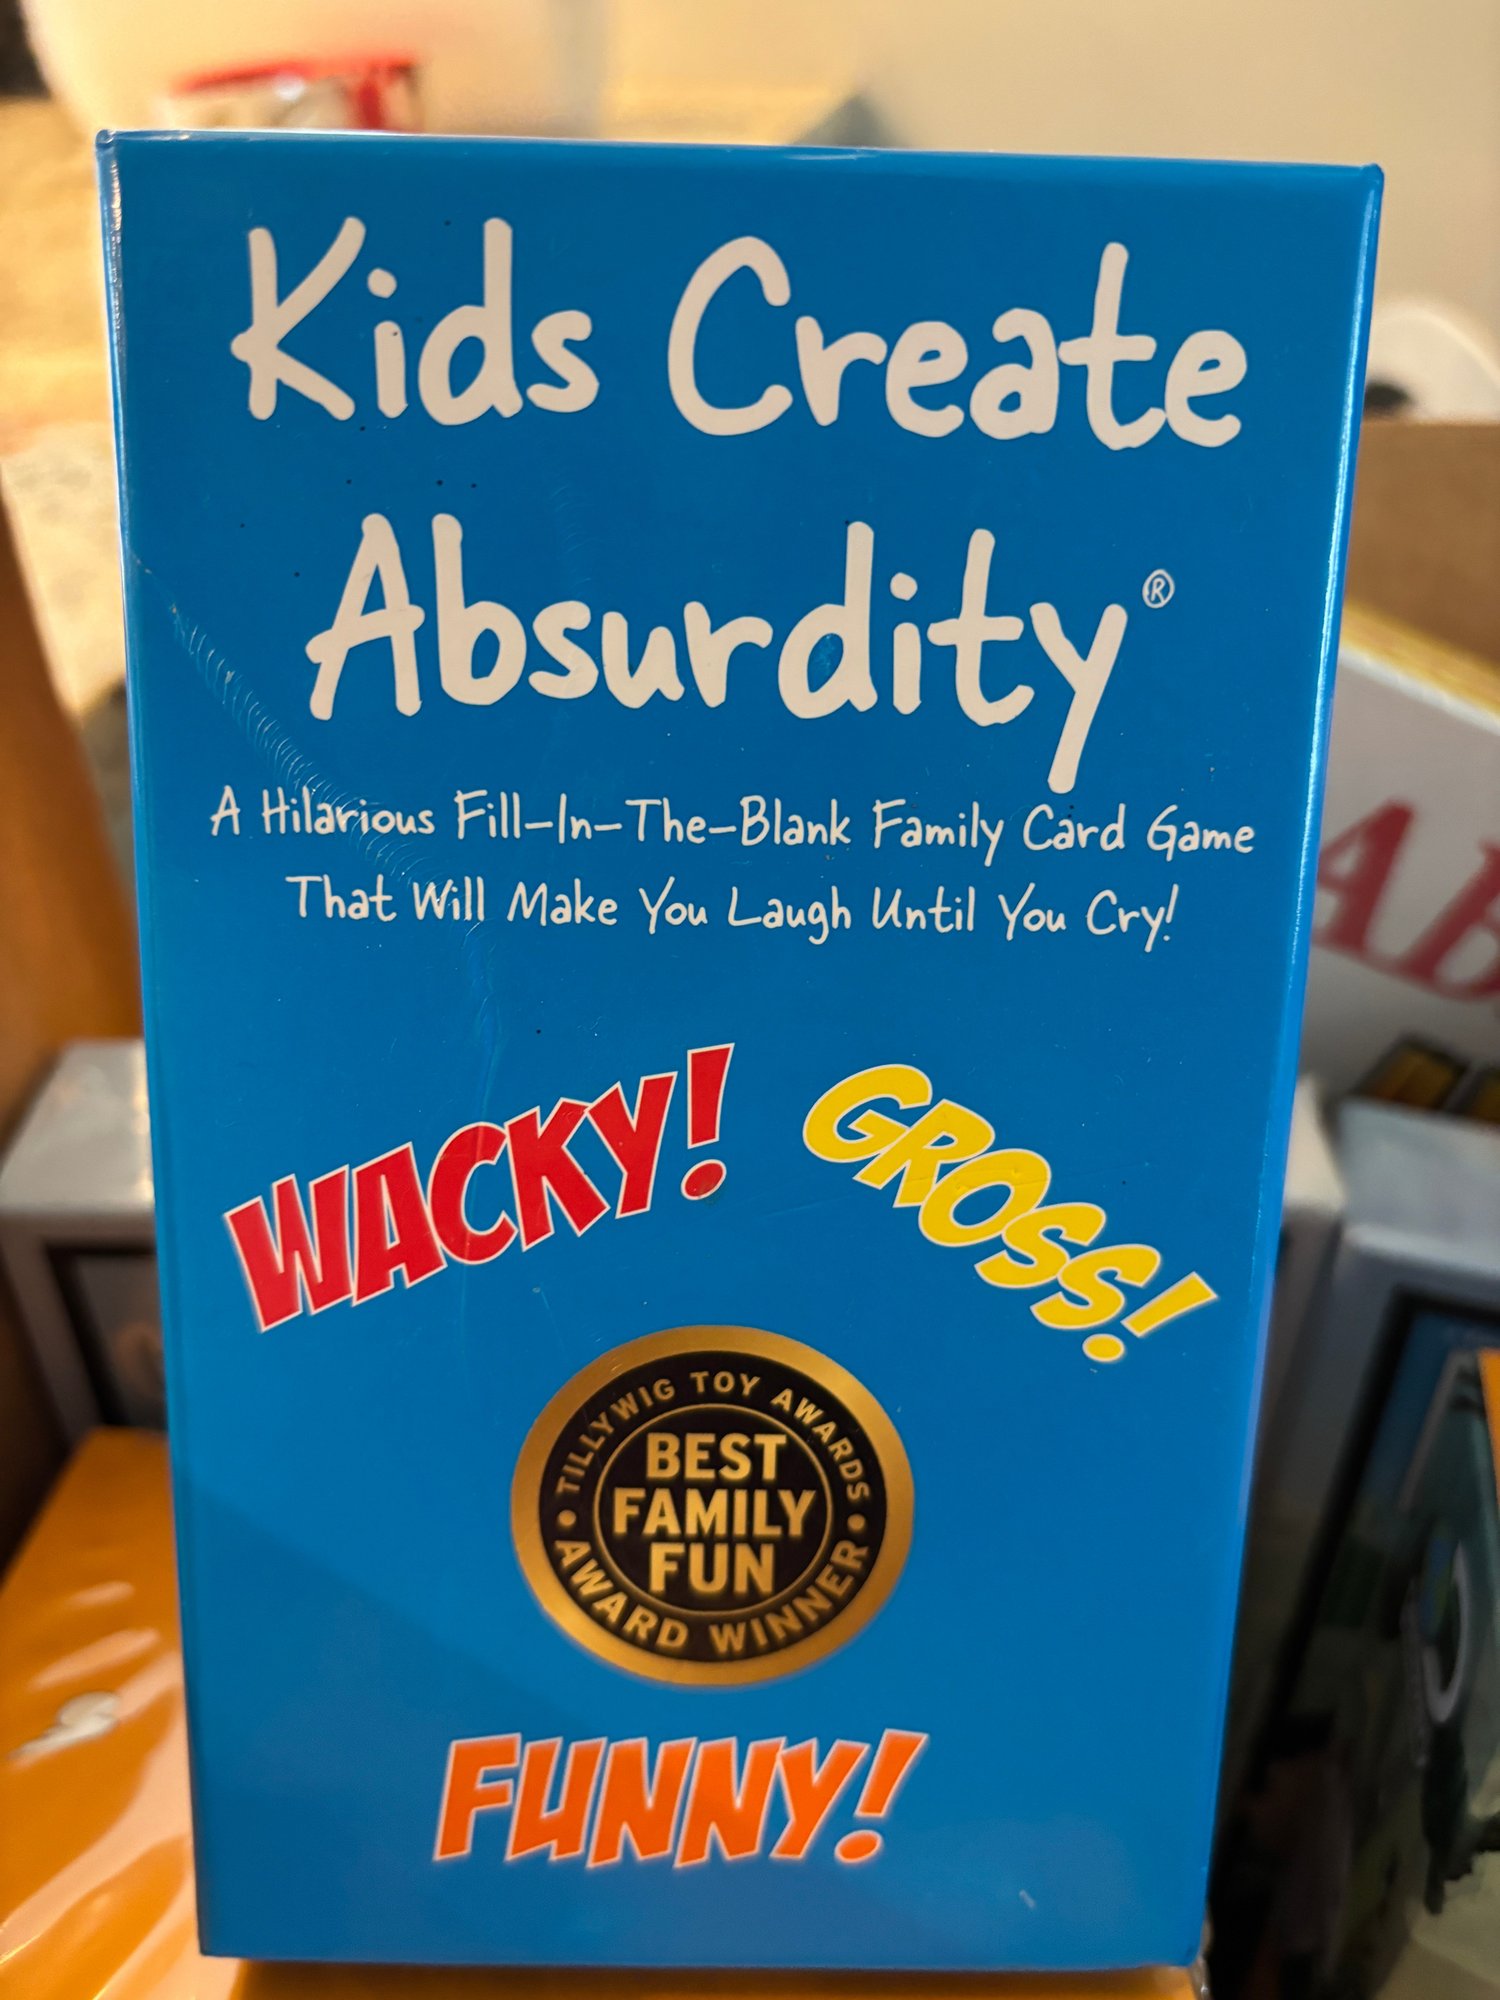 Kids Create
Absurdity®
A Hilarious Fill-In-The-Blank Family Card Game
That Will Make You Laugh Until You Cry!
WACKY!
GROSS!
TILLYWIG TOY AWARDS
BEST
FAMILY
FUN
AWARD WINNER
FUNNY!
AB